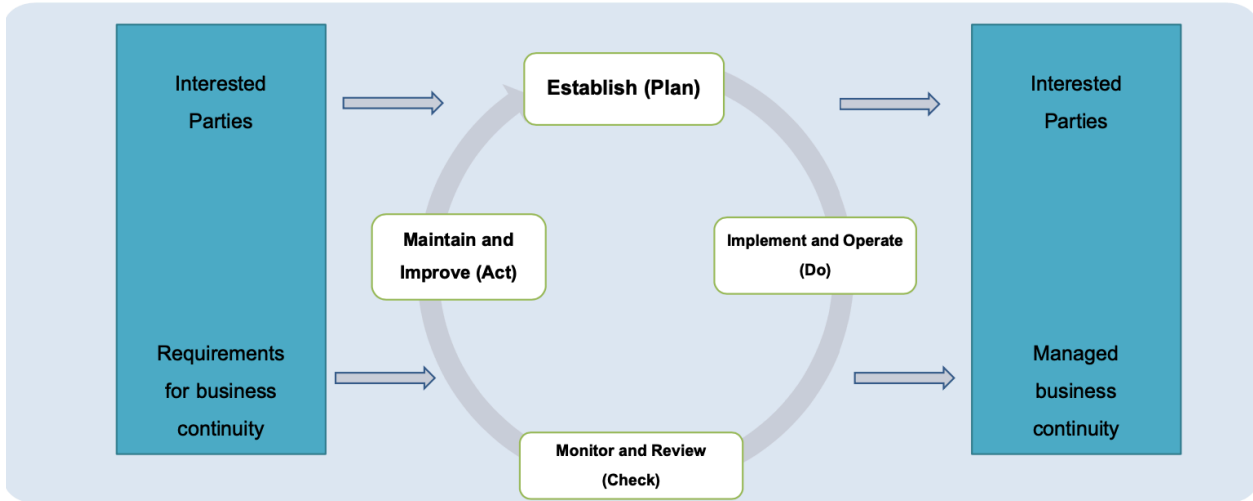 Interested
Parties
Requirements
for business
continuity
Establish (Plan)
Maintain and
Improve (Act)
Implement and Operate
(Do)
Monitor and Review
(Check)
Interested
Parties
Managed
business
continuity